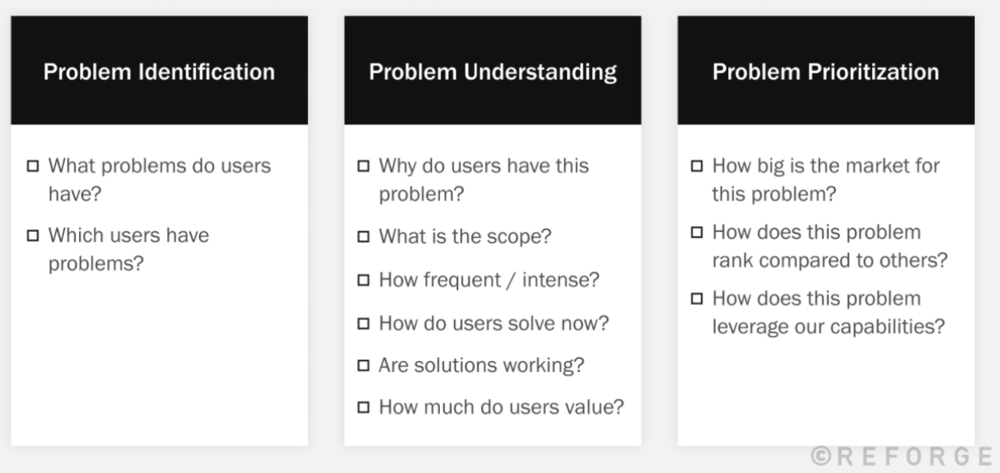 Problem Identification
What problems do users
have?
Which users have
problems?
Problem Understanding
Why do users have this
problem?
What is the scope?
How frequent / intense?
How do users solve now?
Are solutions working?
How much do users value?
Problem Prioritization
How big is the market for
this problem?
How does this problem
rank compared to others?
How does this problem
leverage our capabilities?
©REFORGE